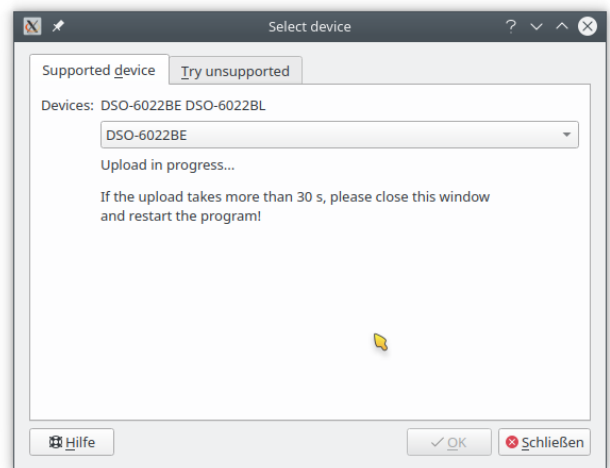 Select device
Supported device
Try unsupported
Devices: DSO-6022BE DSO-6022BL
DSO-6022BE
Upload in progress...
If the upload takes more than 30 s, please close this window
and restart the program!
Hilfe
OK
Schließen